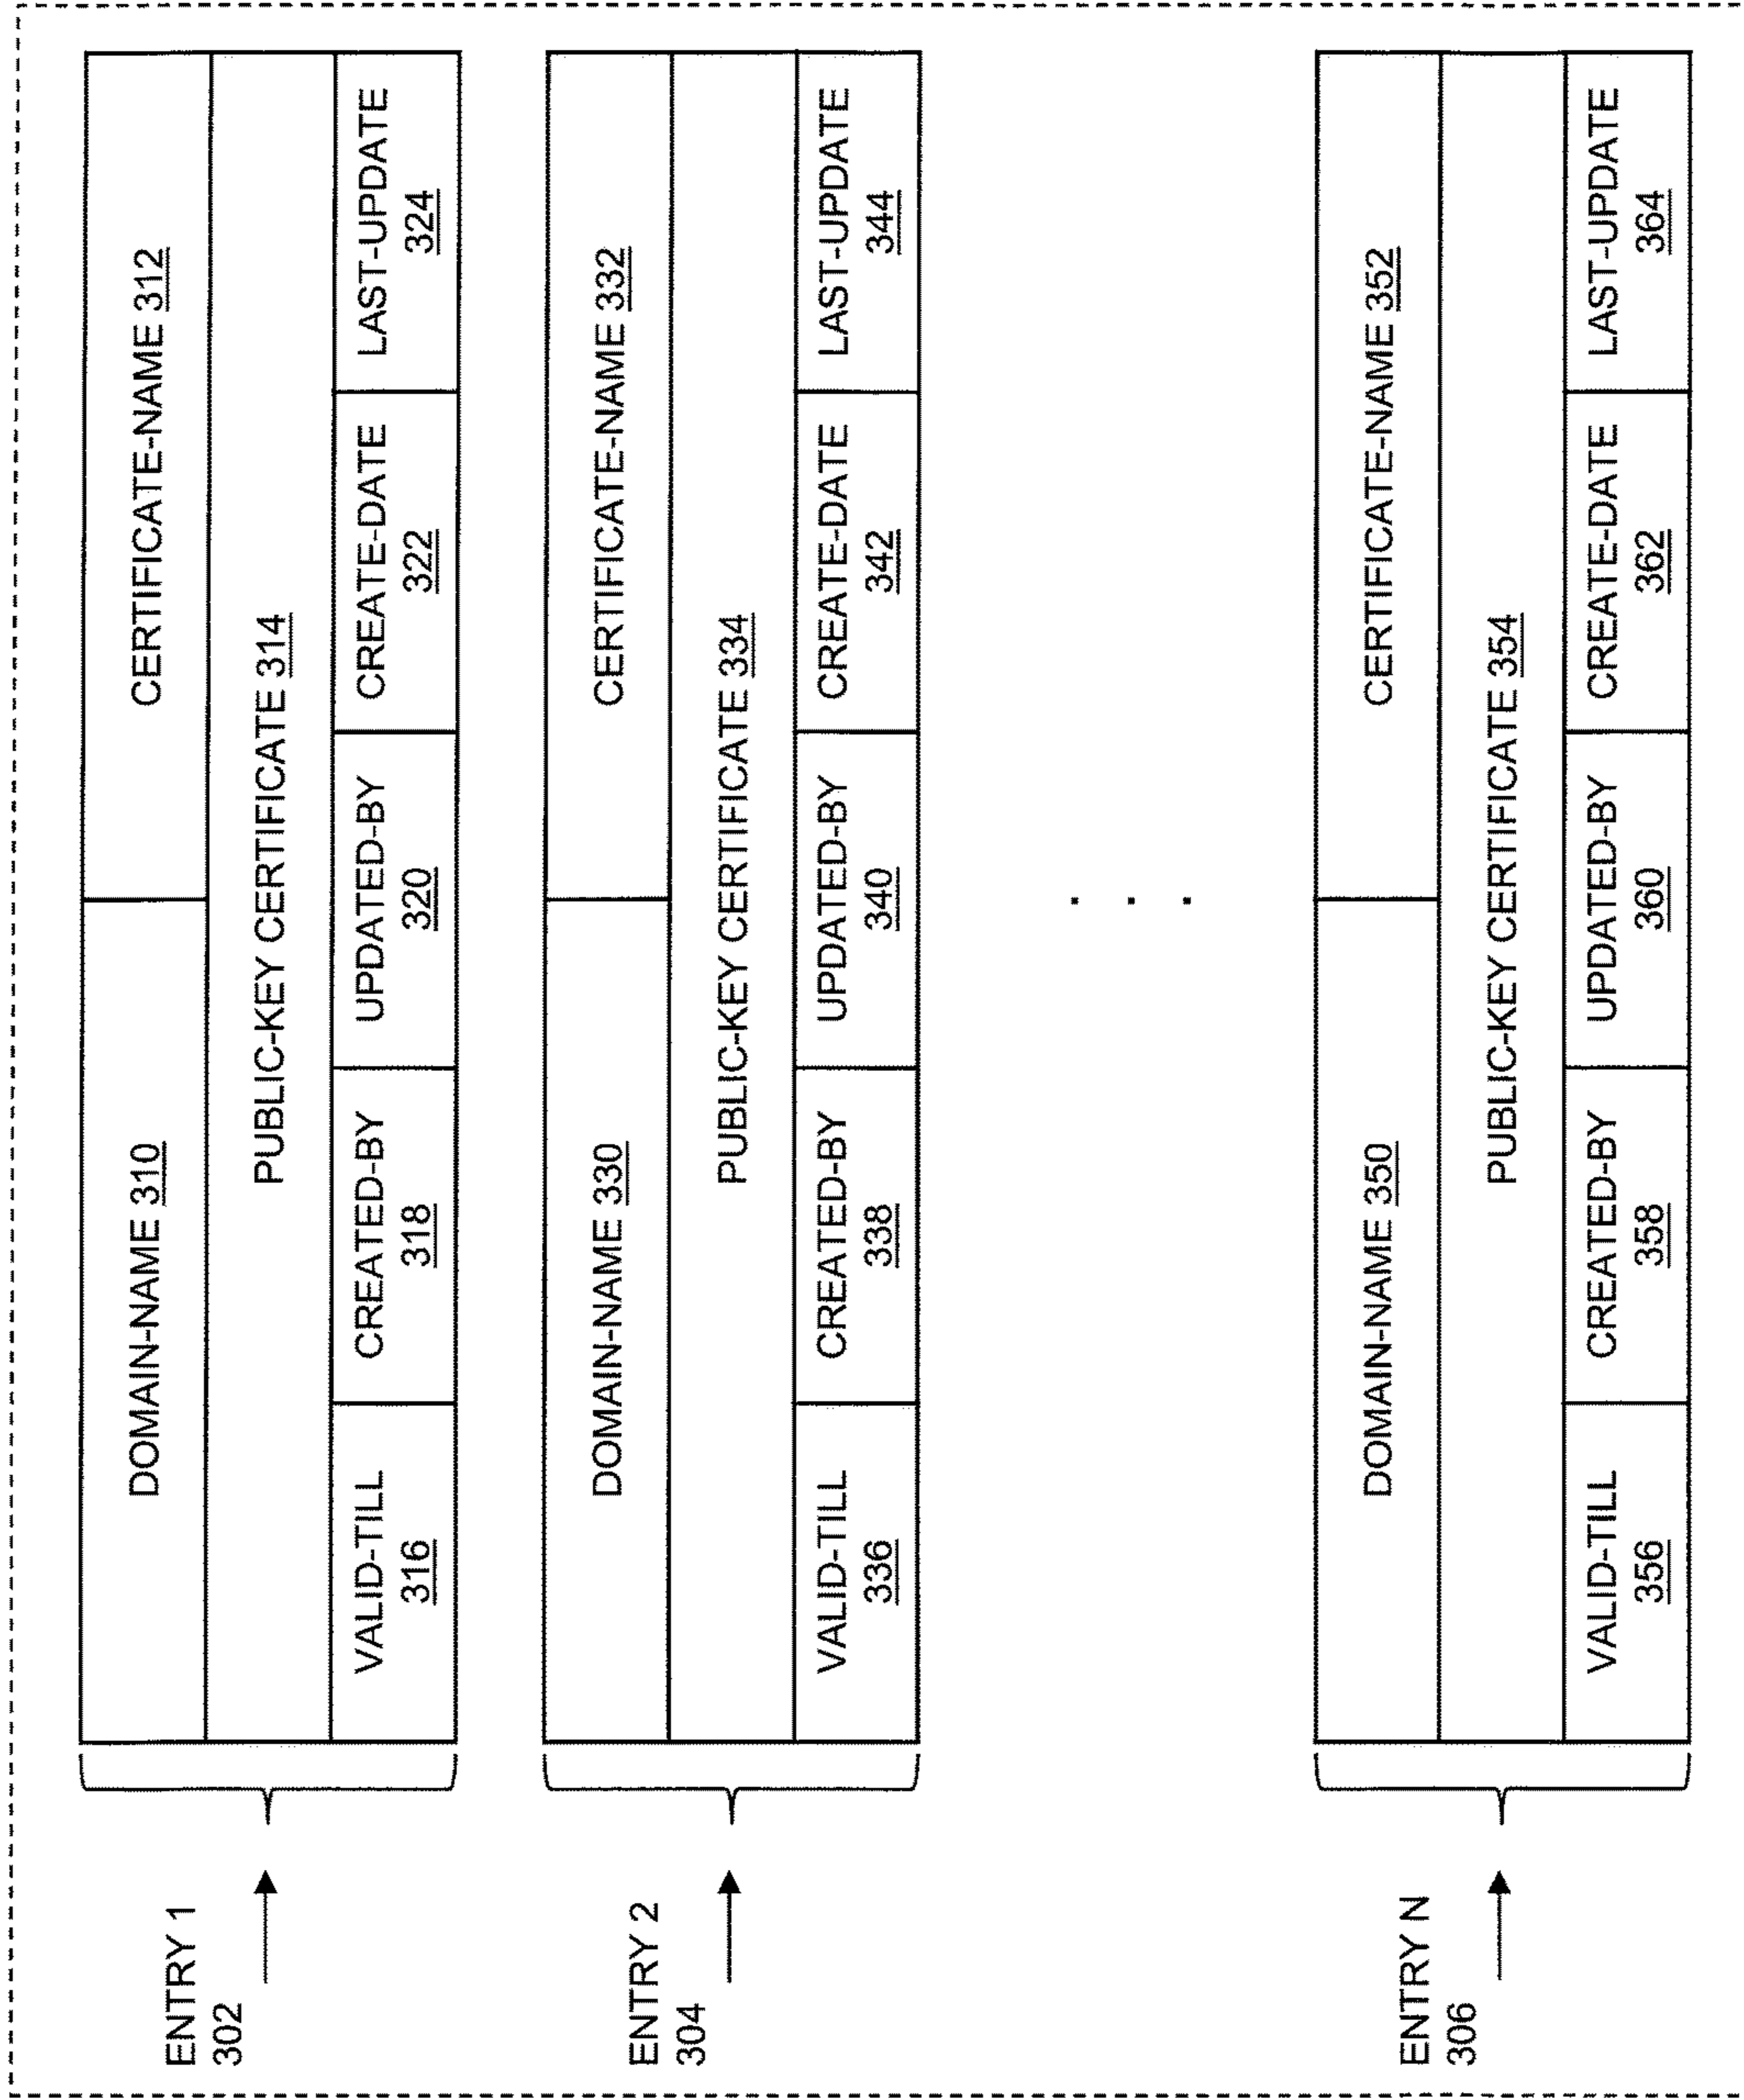 ENTRY 1
302
DOMAIN-NAME 310
CERTIFICATE-NAME 312
PUBLIC-KEY CERTIFICATE 314
VALID-TILL
316
CREATED-BY
318
UPDATED-BY
320
CREATE-DATE
322
LAST-UPDATE
324
ENTRY 2
304
DOMAIN-NAME 330
CERTIFICATE-NAME 332
PUBLIC-KEY CERTIFICATE 334
VALID-TILL
336
CREATED-BY
338
UPDATED-BY
340
CREATE-DATE
342
LAST-UPDATE
344
. . .
ENTRY N
306
DOMAIN-NAME 350
CERTIFICATE-NAME 352
PUBLIC-KEY CERTIFICATE 354
VALID-TILL
356
CREATED-BY
358
UPDATED-BY
360
CREATE-DATE
362
LAST-UPDATE
364